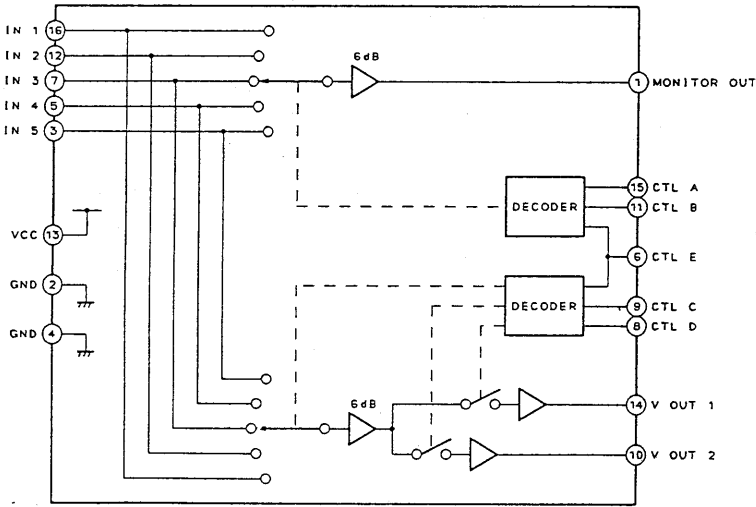 IN 1 16
IN 2 12
IN 3 7
IN 4 5
IN 5 3
6dB
1 MONITOR OUT
DECODER
15 CTL A
11 CTL B
VCC 13
6 CTL E
GND 2
DECODER
9 CTL C
8 CTL D
GND 4
6dB
14 V OUT 1
10 V OUT 2